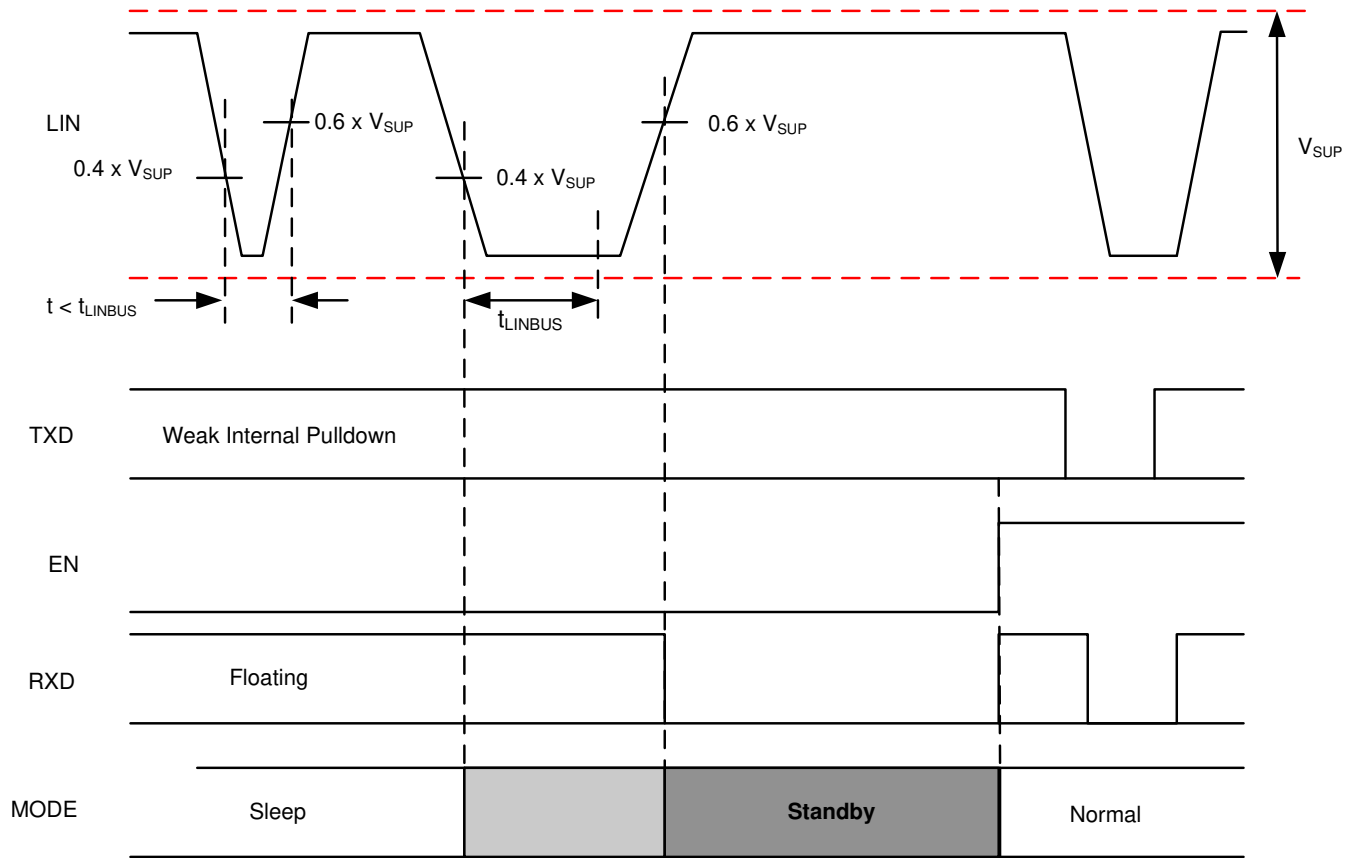 LIN
0.6 x VSUP
0.6 x VSUP
VSUP
0.4 x VSUP
0.4 x VSUP
t < tLINBUS
tLINBUS
TXD
Weak Internal Pulldown
EN
RXD
Floating
MODE
Sleep
Standby
Normal